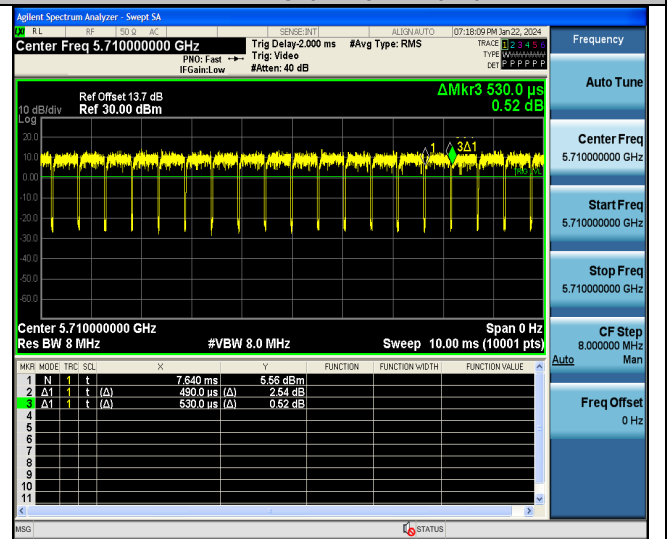 Agilent Spectrum Analyzer - Swept SA
RL RF 50 Ω AC SENSE:INT ALIGNAUTO 07:18:09 PM Jan 22, 2024
Center Freq 5.710000000 GHz
PNO: Fast
IFGain:Low
Trig Delay-2.000 ms
Trig: Video
#Atten: 40 dB
#Avg Type: RMS
TRACE 1 2 3 4 5 6
TYPE
DET P P P P P P
Ref Offset 13.7 dB
Ref 30.00 dBm
10 dB/div
Log
ΔMkr3 530.0 µs
0.52 dB
20.0
10.0
0.00
-10.0
-20.0
-30.0
-40.0
-50.0
-60.0
1
3Δ1
Center 5.710000000 GHz
Span 0 Hz
Res BW 8 MHz
#VBW 8.0 MHz
Sweep 10.00 ms (10001 pts)
MKR MODE TRC SCL X Y FUNCTION FUNCTION WIDTH FUNCTION VALUE
1 N 1 t 7.640 ms 5.56 dBm
2 Δ1 1 t (Δ) 490.0 µs (Δ) 2.54 dB
3 Δ1 1 t (Δ) 530.0 µs (Δ) 0.52 dB
4
5
6
7
8
9
10
11
MSG
STATUS
Frequency
Auto Tune
Center Freq
5.710000000 GHz
Start Freq
5.710000000 GHz
Stop Freq
5.710000000 GHz
CF Step
8.000000 MHz
Auto Man
Freq Offset
0 Hz